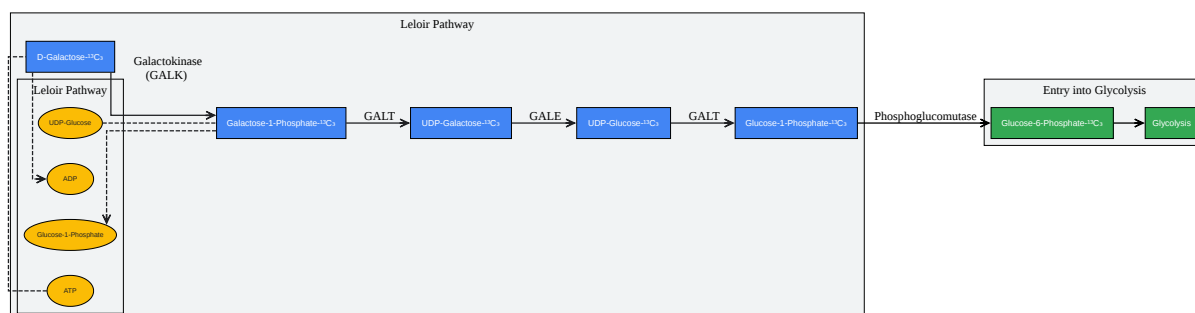 Leloir Pathway
D-Galactose-¹³C₃
Galactokinase
(GALK)
Leloir Pathway
UDP-Glucose
ADP
Glucose-1-Phosphate
ATP
Galactose-1-Phosphate-¹³C₃
GALT
UDP-Galactose-¹³C₃
GALE
UDP-Glucose-¹³C₃
GALT
Glucose-1-Phosphate-¹³C₃
Phosphoglucomutase
Entry into Glycolysis
Glucose-6-Phosphate-¹³C₃
Glycolysis